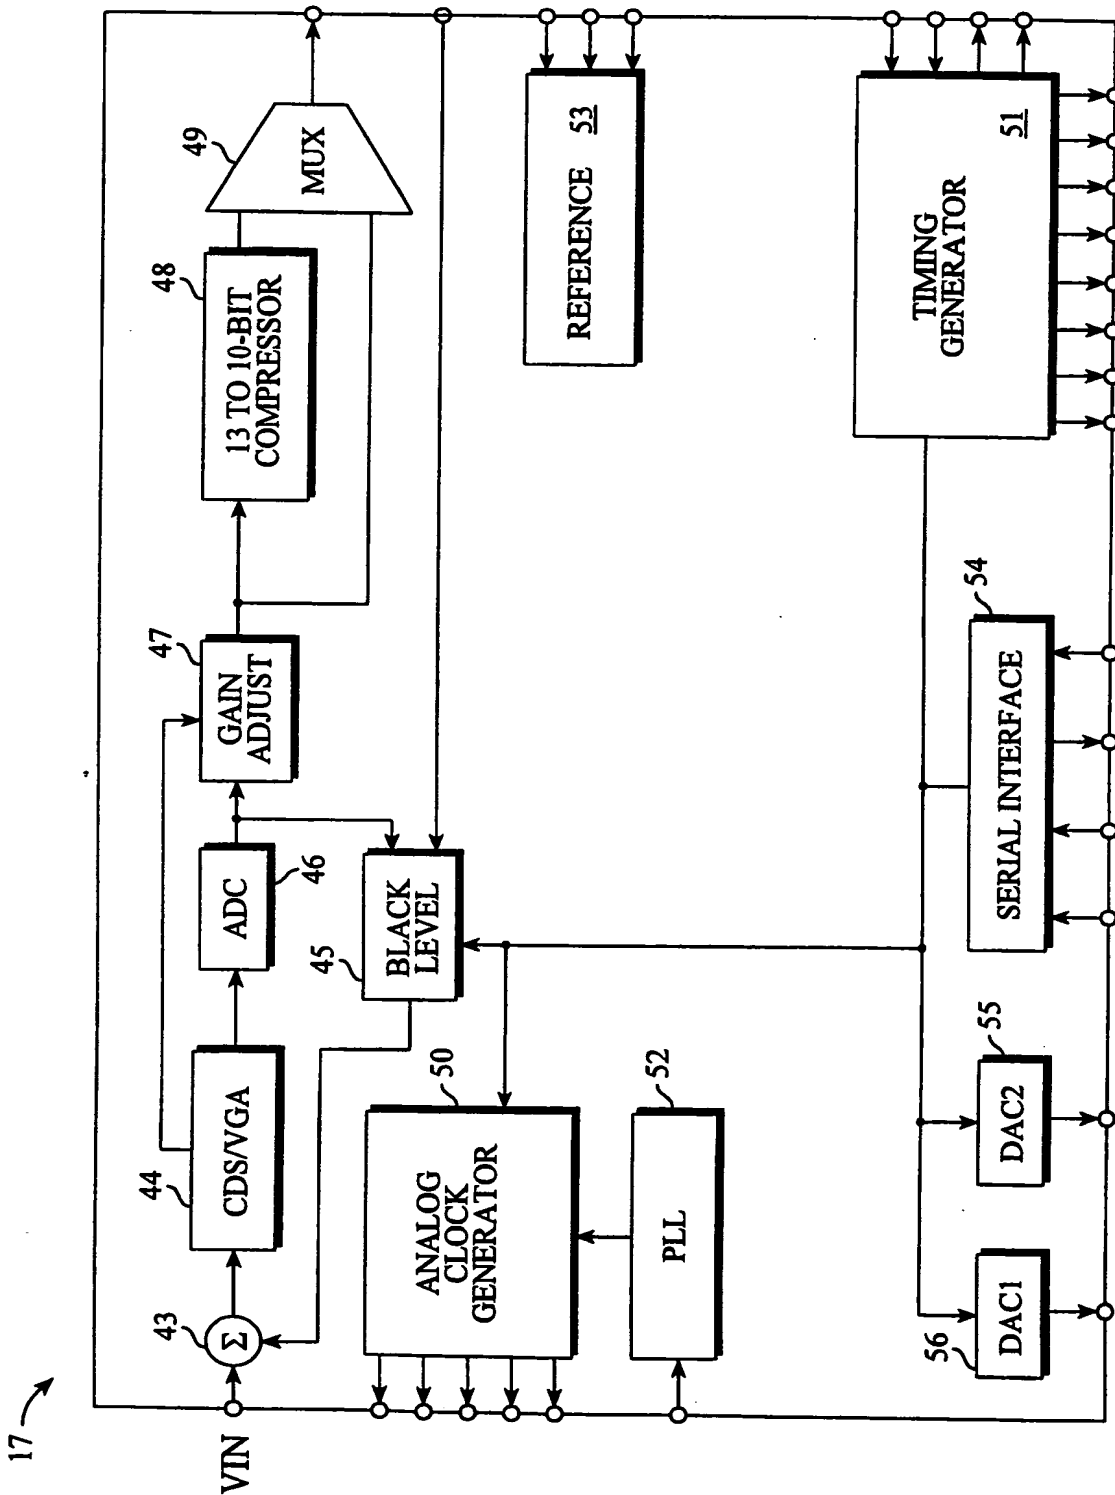 17
VIN
43
Σ
44
CDS/VGA
ADC
46
47
GAIN
ADJUST
48
13 TO 10-BIT
COMPRESSOR
49
MUX
45
BLACK
LEVEL
50
ANALOG
CLOCK
GENERATOR
52
PLL
REFERENCE
53
TIMING
GENERATOR
51
54
SERIAL INTERFACE
55
DAC2
56
DAC1